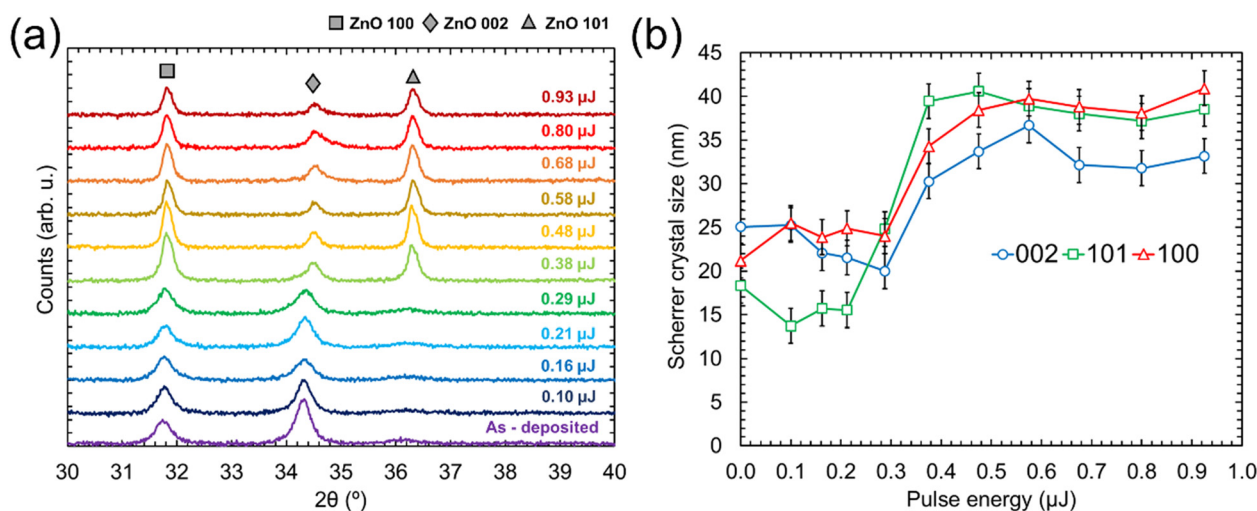 (a)
ZnO 100 ZnO 002 ZnO 101
0.93 µJ
0.80 µJ
0.68 µJ
0.58 µJ
0.48 µJ
0.38 µJ
0.29 µJ
0.21 µJ
0.16 µJ
0.10 µJ
As - deposited
Counts (arb. u.)
30 31 32 33 34 35 36 37 38 39 40
2θ (º)
(b)
45
40
35
30
25
20
15
10
5
0
Scherrer crystal size (nm)
002 101 100
0.0 0.1 0.2 0.3 0.4 0.5 0.6 0.7 0.8 0.9 1.0
Pulse energy (µJ)